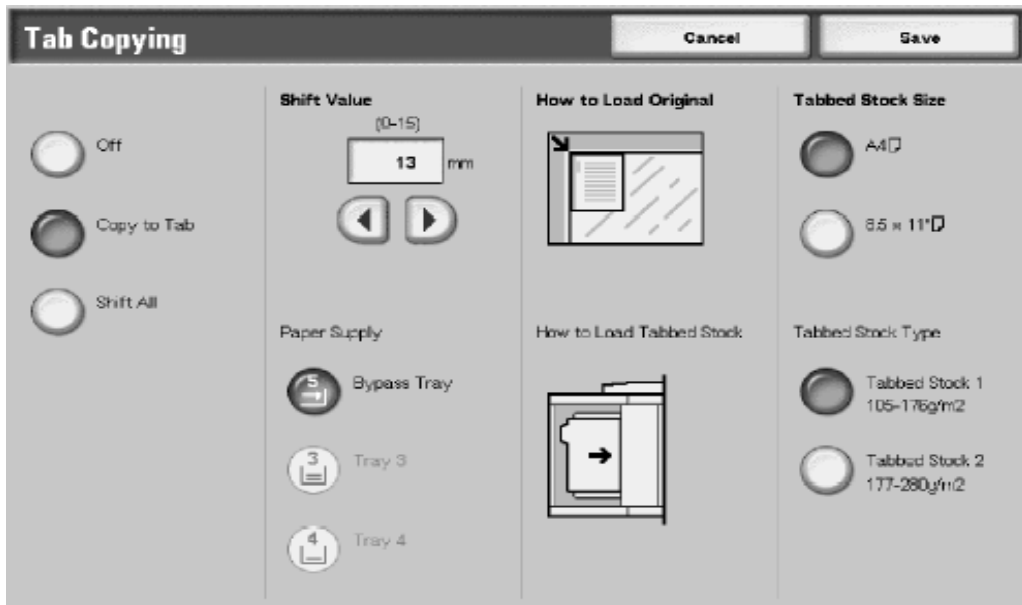 Tab Copying
Cancel
Save
Off
Copy to Tab
Shift All
Shift Value
(0-15)
13 mm
Paper Supply
5
Bypass Tray
3
Tray 3
4
Tray 4
How to Load Original
How to Load Tabbed Stock
Tabbed Stock Size
A4
8.5 x 11"
Tabbed Stock Type
Tabbed Stock 1
105-176g/m2
Tabbed Stock 2
177-280g/m2